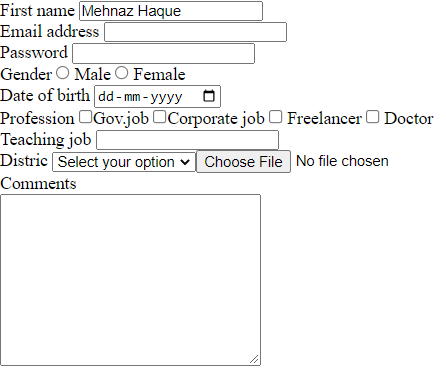 First name Mehnaz Haque
Email address
Password
Gender Male Female
Date of birth dd-mm-yyyy
Profession Gov.job Corporate job Freelancer Doctor
Teaching job
Distric Select your option Choose File No file chosen
Comments